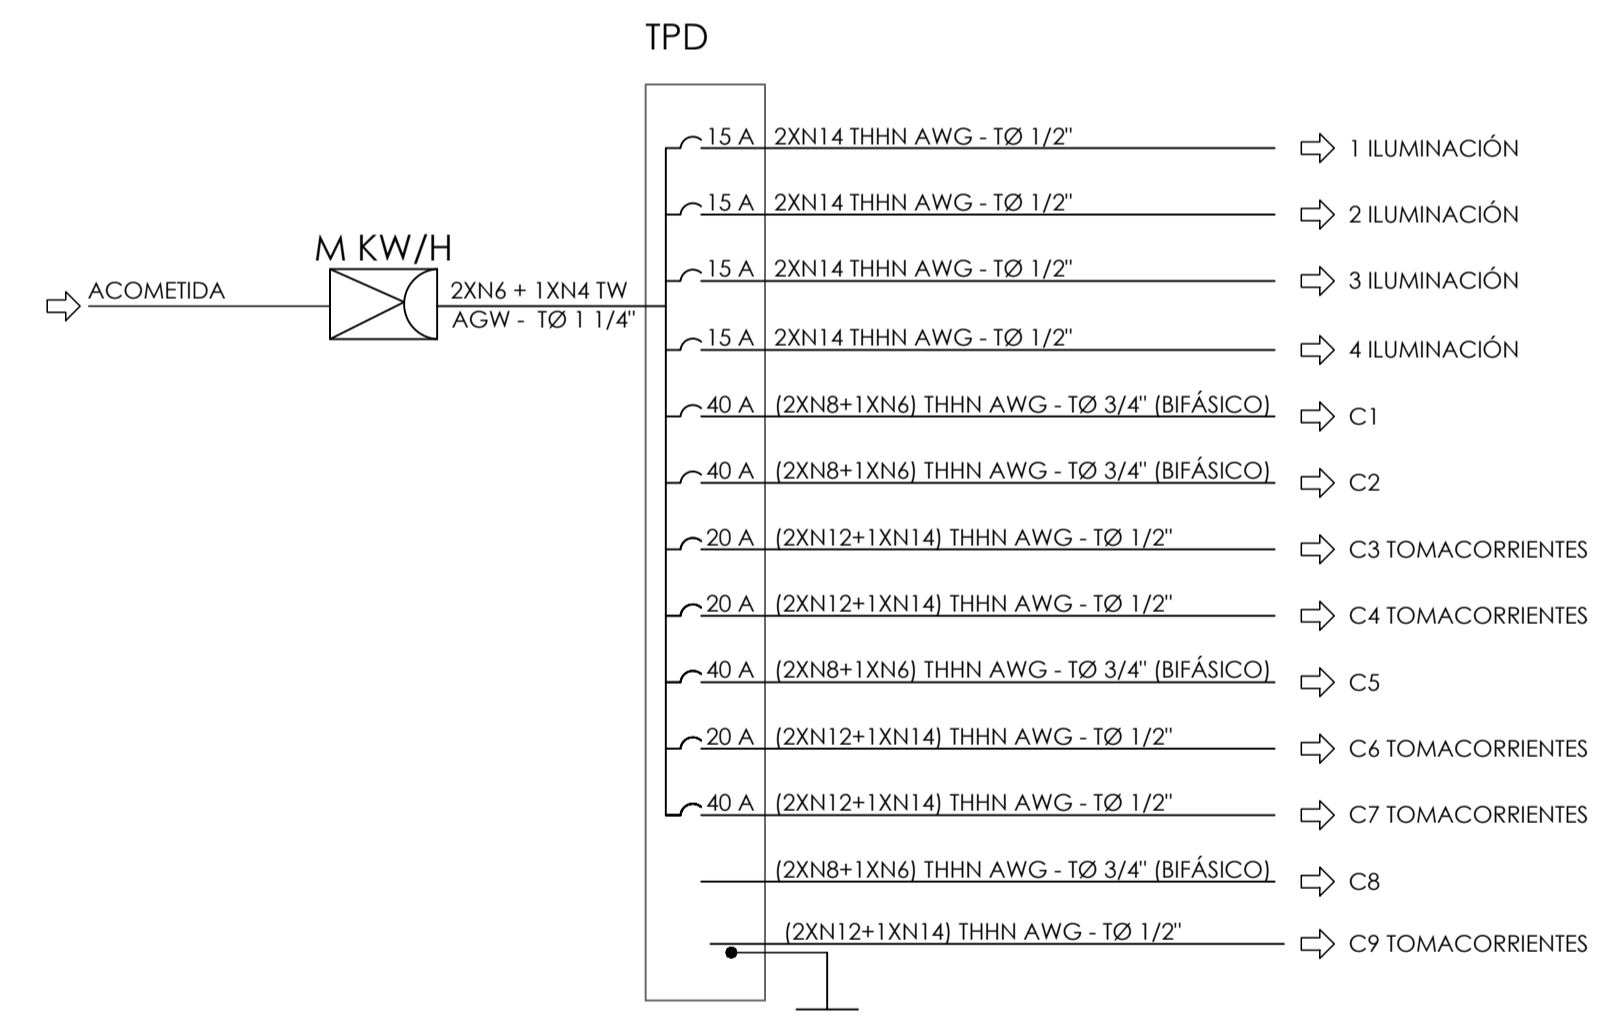 TPD
15 A 2XN14 THHN AWG - TØ 1/2" 1 ILUMINACIÓN
15 A 2XN14 THHN AWG - TØ 1/2" 2 ILUMINACIÓN
M KW/H
15 A 2XN14 THHN AWG - TØ 1/2" 3 ILUMINACIÓN
ACOMETIDA
2XN6 + 1XN4 TW
AGW - TØ 1 1/4"
15 A 2XN14 THHN AWG - TØ 1/2" 4 ILUMINACIÓN
40 A (2XN8+1XN6) THHN AWG - TØ 3/4" (BIFÁSICO) C1
40 A (2XN8+1XN6) THHN AWG - TØ 3/4" (BIFÁSICO) C2
20 A (2XN12+1XN14) THHN AWG - TØ 1/2" C3 TOMACORRIENTES
20 A (2XN12+1XN14) THHN AWG - TØ 1/2" C4 TOMACORRIENTES
40 A (2XN8+1XN6) THHN AWG - TØ 3/4" (BIFÁSICO) C5
20 A (2XN12+1XN14) THHN AWG - TØ 1/2" C6 TOMACORRIENTES
40 A (2XN12+1XN14) THHN AWG - TØ 1/2" C7 TOMACORRIENTES
(2XN8+1XN6) THHN AWG - TØ 3/4" (BIFÁSICO) C8
(2XN12+1XN14) THHN AWG - TØ 1/2" C9 TOMACORRIENTES